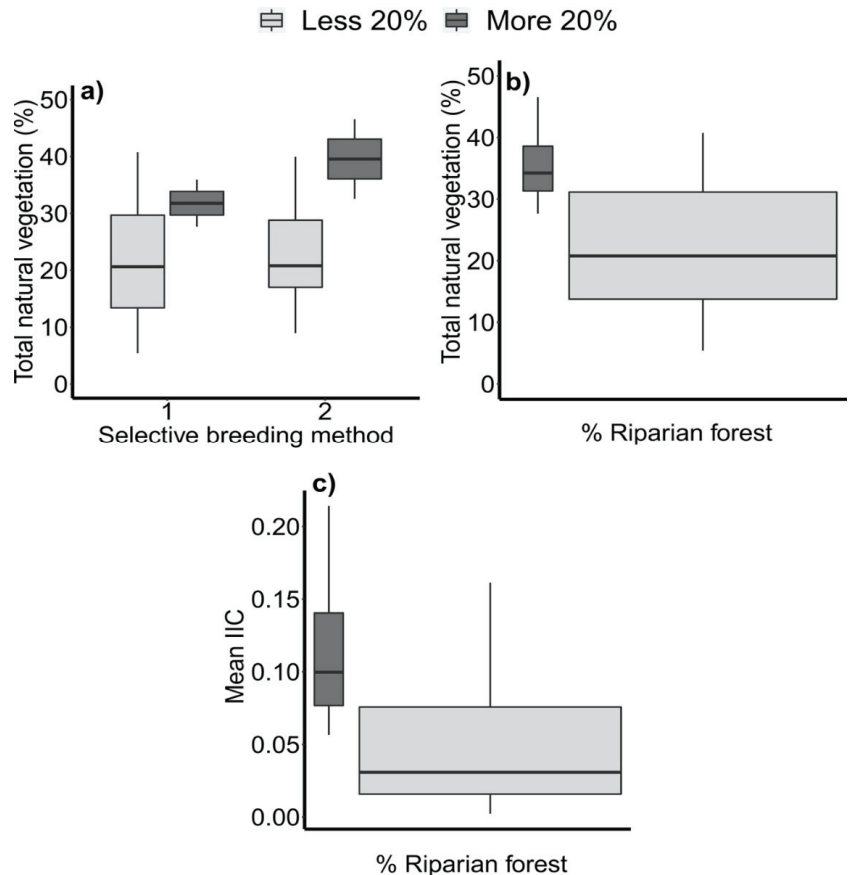 Less 20% More 20%
a)
Total natural vegetation (%)
50
40
30
20
10
0
1 2
Selective breeding method
b)
Total natural vegetation (%)
50
40
30
20
10
0
% Riparian forest
c)
Mean IIC
0.20
0.15
0.10
0.05
0.00
% Riparian forest